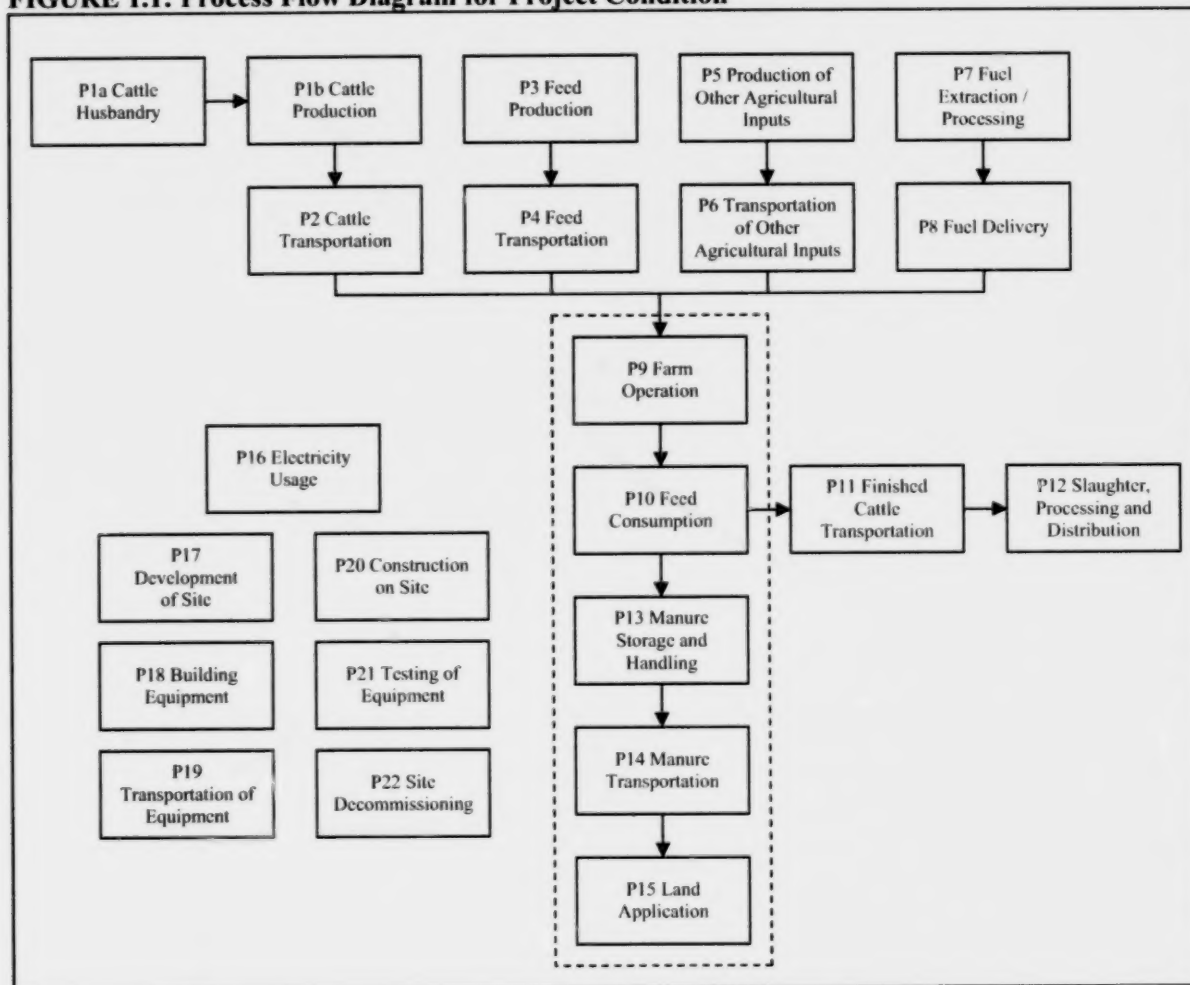 FIGURE 1.1: Process Flow Diagram for Project Condition
P1a Cattle
Husbandry
P1b Cattle
Production
P3 Feed
Production
P5 Production of
Other Agricultural
Inputs
P7 Fuel
Extraction /
Processing
P2 Cattle
Transportation
P4 Feed
Transportation
P6 Transportation
of Other
Agricultural Inputs
P8 Fuel Delivery
P9 Farm
Operation
P16 Electricity
Usage
P10 Feed
Consumption
P11 Finished
Cattle
Transportation
P12 Slaughter,
Processing and
Distribution
P17
Development
of Site
P20 Construction
on Site
P13 Manure
Storage and
Handling
P18 Building
Equipment
P21 Testing of
Equipment
P14 Manure
Transportation
P19
Transportation of
Equipment
P22 Site
Decommissioning
P15 Land
Application